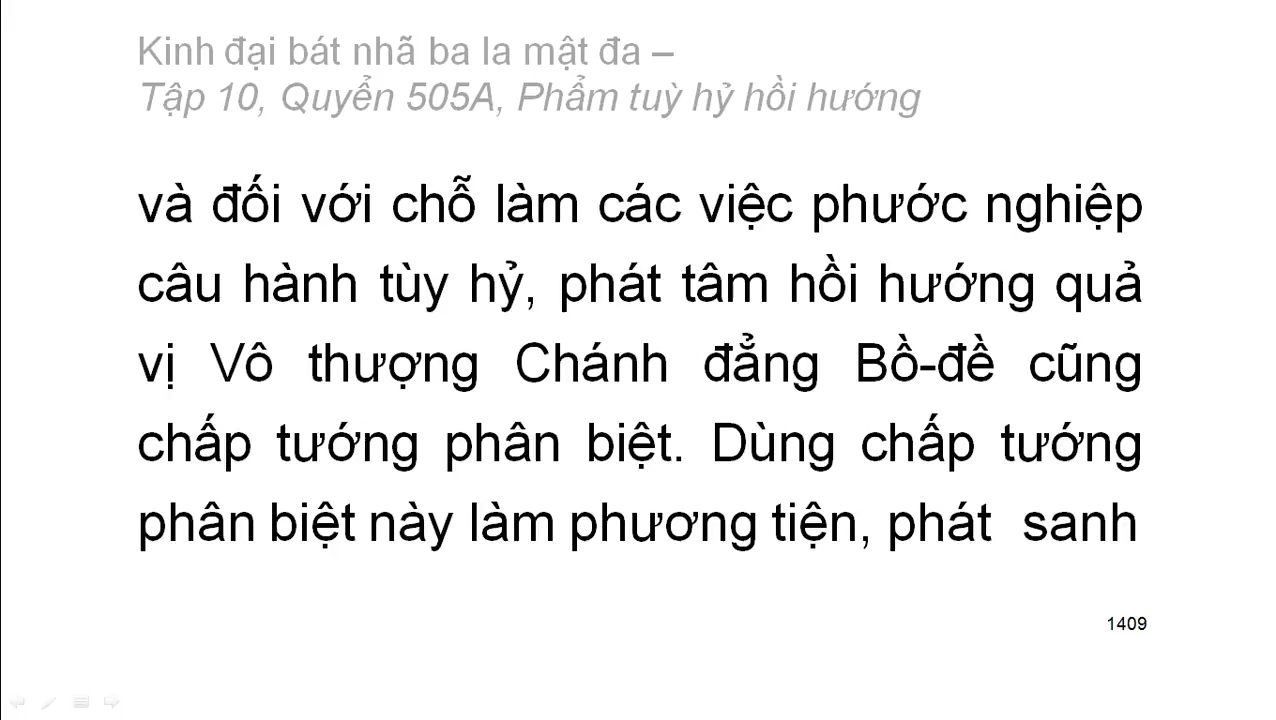 Kinh đại bát nhã ba la mật đa –
Tập 10, Quyển 505A, Phẩm tuỳ hỷ hồi hướng
và đối với chỗ làm các việc phước nghiệp
câu hành tùy hỷ, phát tâm hồi hướng quả
vị Vô thượng Chánh đẳng Bồ-đề cũng
chấp tướng phân biệt. Dùng chấp tướng
phân biệt này làm phương tiện, phát sanh
1409